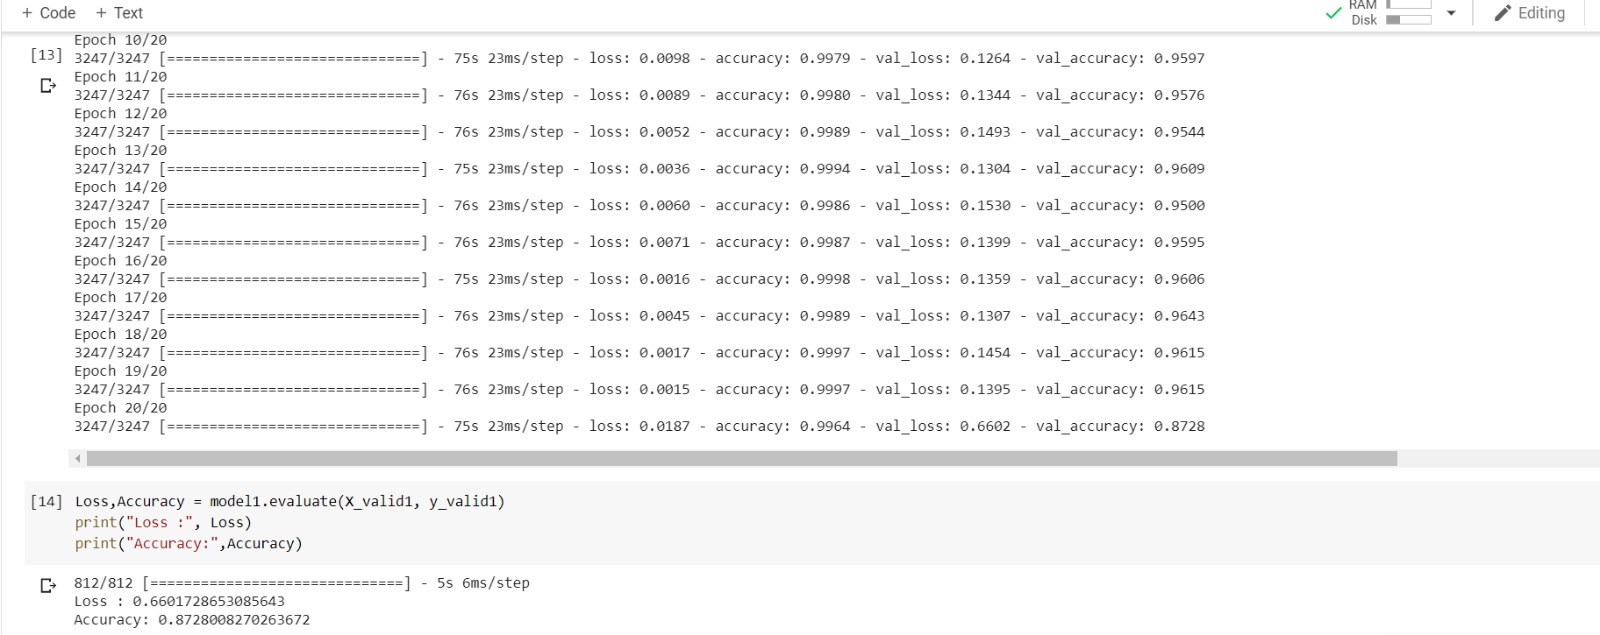 + Code + Text
RAM
Disk
Editing
Epoch 10/20
[13] 3247/3247 [==============================] - 75s 23ms/step - loss: 0.0098 - accuracy: 0.9979 - val_loss: 0.1264 - val_accuracy: 0.9597
Epoch 11/20
3247/3247 [==============================] - 76s 23ms/step - loss: 0.0089 - accuracy: 0.9980 - val_loss: 0.1344 - val_accuracy: 0.9576
Epoch 12/20
3247/3247 [==============================] - 76s 23ms/step - loss: 0.0052 - accuracy: 0.9989 - val_loss: 0.1493 - val_accuracy: 0.9544
Epoch 13/20
3247/3247 [==============================] - 75s 23ms/step - loss: 0.0036 - accuracy: 0.9994 - val_loss: 0.1304 - val_accuracy: 0.9609
Epoch 14/20
3247/3247 [==============================] - 76s 23ms/step - loss: 0.0060 - accuracy: 0.9986 - val_loss: 0.1530 - val_accuracy: 0.9500
Epoch 15/20
3247/3247 [==============================] - 76s 23ms/step - loss: 0.0071 - accuracy: 0.9987 - val_loss: 0.1399 - val_accuracy: 0.9595
Epoch 16/20
3247/3247 [==============================] - 75s 23ms/step - loss: 0.0016 - accuracy: 0.9998 - val_loss: 0.1359 - val_accuracy: 0.9606
Epoch 17/20
3247/3247 [==============================] - 76s 23ms/step - loss: 0.0045 - accuracy: 0.9989 - val_loss: 0.1307 - val_accuracy: 0.9643
Epoch 18/20
3247/3247 [==============================] - 76s 23ms/step - loss: 0.0017 - accuracy: 0.9997 - val_loss: 0.1454 - val_accuracy: 0.9615
Epoch 19/20
3247/3247 [==============================] - 76s 23ms/step - loss: 0.0015 - accuracy: 0.9997 - val_loss: 0.1395 - val_accuracy: 0.9615
Epoch 20/20
3247/3247 [==============================] - 75s 23ms/step - loss: 0.0187 - accuracy: 0.9964 - val_loss: 0.6602 - val_accuracy: 0.8728
[14] Loss,Accuracy = model1.evaluate(X_valid1, y_valid1)
print("Loss :", Loss)
print("Accuracy:",Accuracy)
812/812 [==============================] - 5s 6ms/step
Loss : 0.6601728653085643
Accuracy: 0.8728008270263672